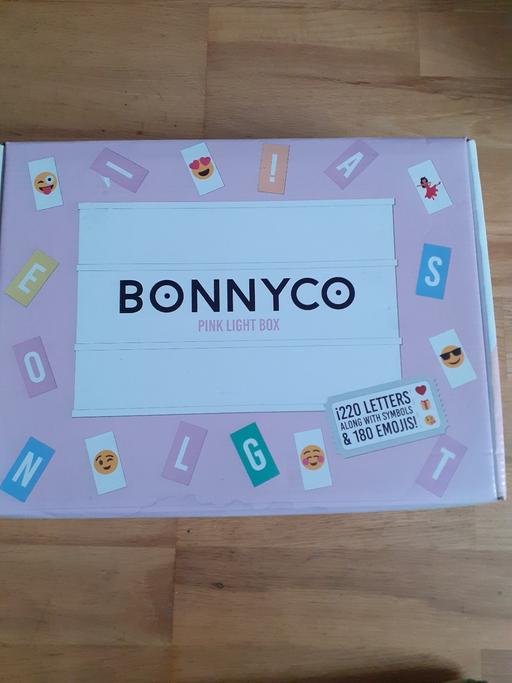 I
!
A
E
S
BONNYCO
PINK LIGHT BOX
O
¡220 LETTERS
ALONG WITH SYMBOLS
& 180 EMOJIS!
N
L
G
T